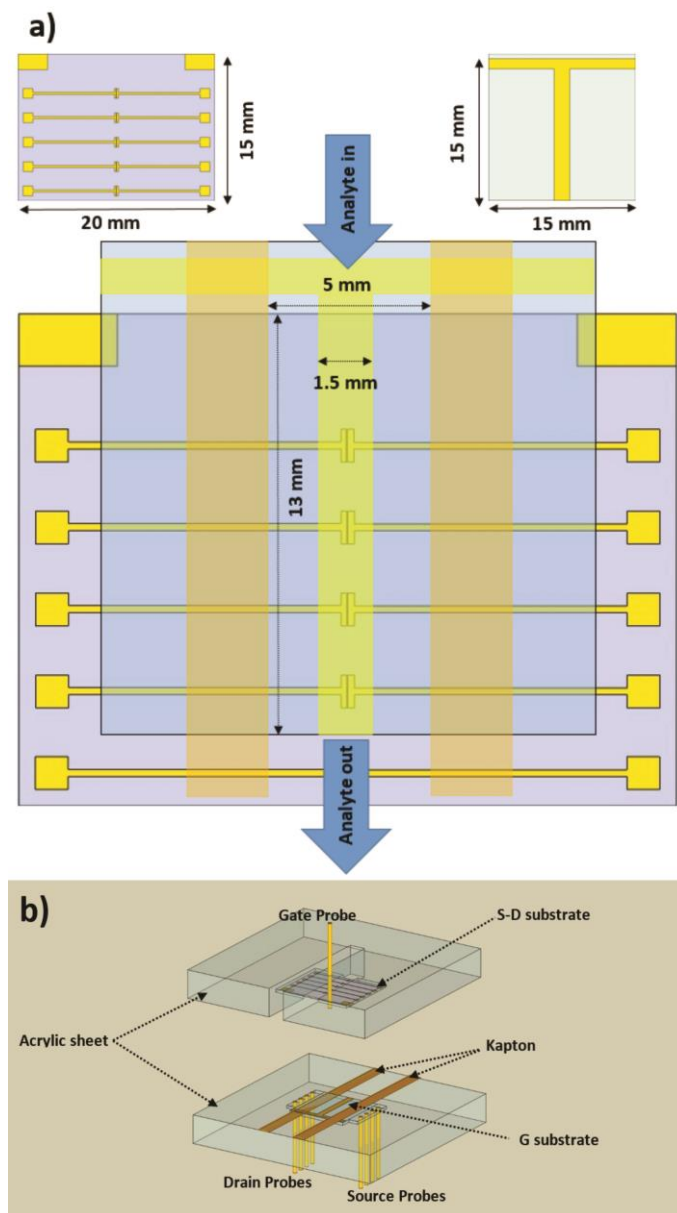 a)
15 mm
20 mm
Analyte in
15 mm
15 mm
5 mm
1.5 mm
13 mm
Analyte out
b)
Gate Probe
S-D substrate
Acrylic sheet
Kapton
G substrate
Drain Probes
Source Probes